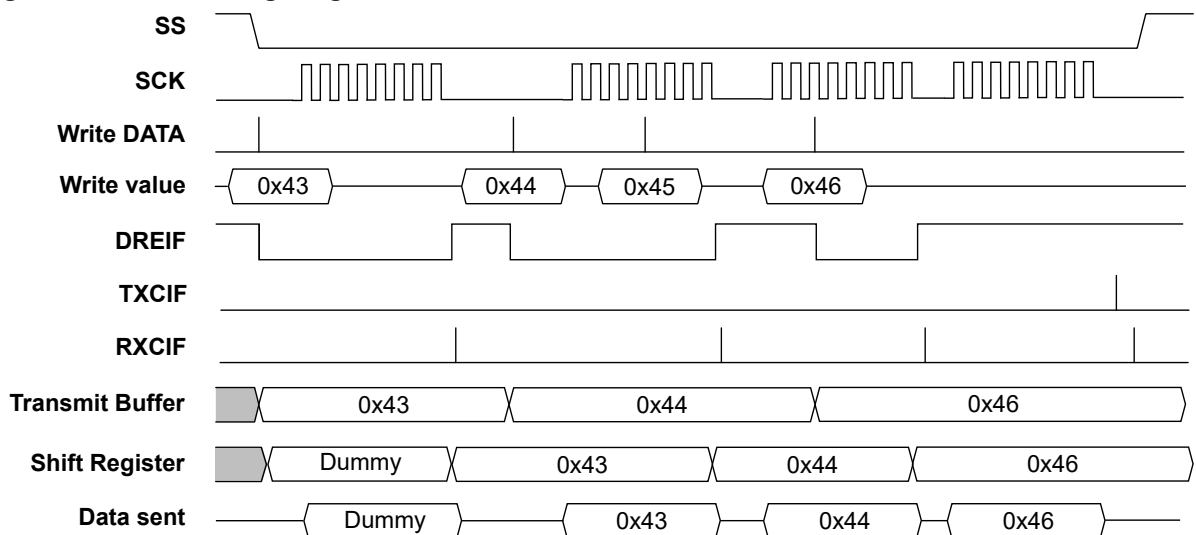 SS
SCK
Write DATA
Write value 0x43 0x44 0x45 0x46
DREIF
TXCIF
RXCIF
Transmit Buffer 0x43 0x44 0x46
Shift Register Dummy 0x43 0x44 0x46
Data sent Dummy 0x43 0x44 0x46